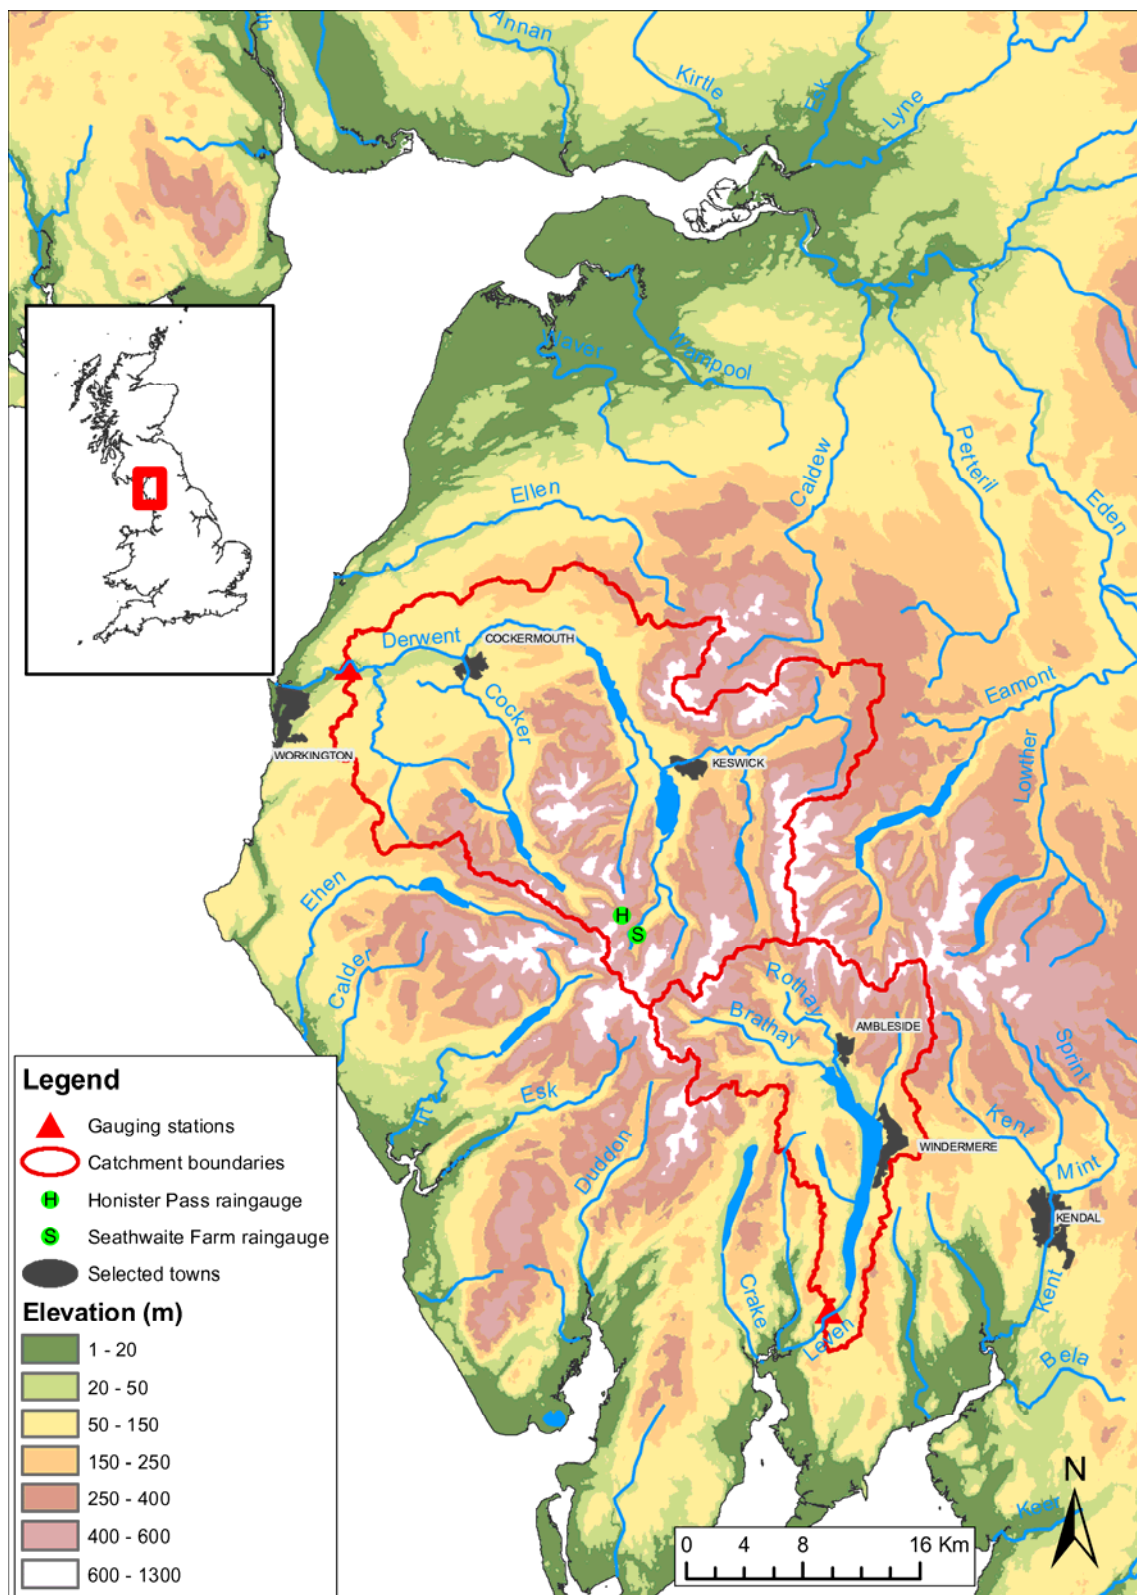 Annan
Kirtle
Esk
Lyne
Waver
Wampool
Caldew
Petteril
Eden
Ellen
Derwent
COCKERMOUTH
Cocker
WORKINGTON
KESWICK
Eamont
Lowther
Ehen
Calder
H
S
Rothay
Brathay
AMBLESIDE
Sprint
Kent
Mint
Irt
Esk
Duddon
WINDERMERE
KENDAL
Crake
Leven
Kent
Bela
Keer
Legend
Gauging stations
Catchment boundaries
H Honister Pass raingauge
S Seathwaite Farm raingauge
Selected towns
Elevation (m)
1 - 20
20 - 50
50 - 150
150 - 250
250 - 400
400 - 600
600 - 1300
0 4 8 16 Km
N